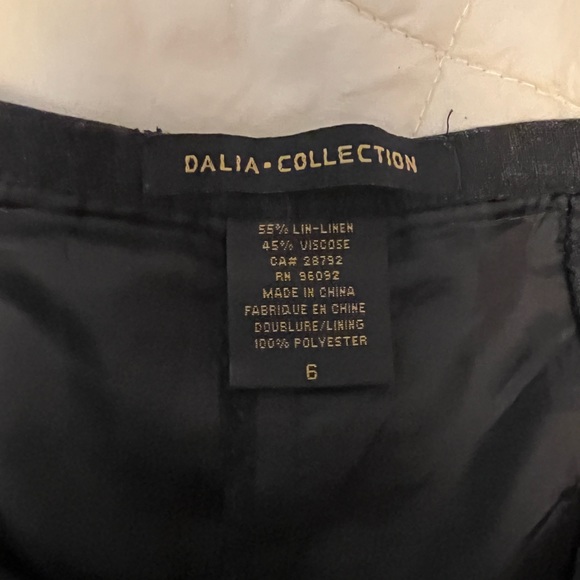 DALIA-COLLECTION
55% LIN-LINEN
45% VISCOSE
CA# 28792
RN 96092
MADE IN CHINA
FABRIQUE EN CHINE
DOUBLURE/LINING
100% POLYESTER
6